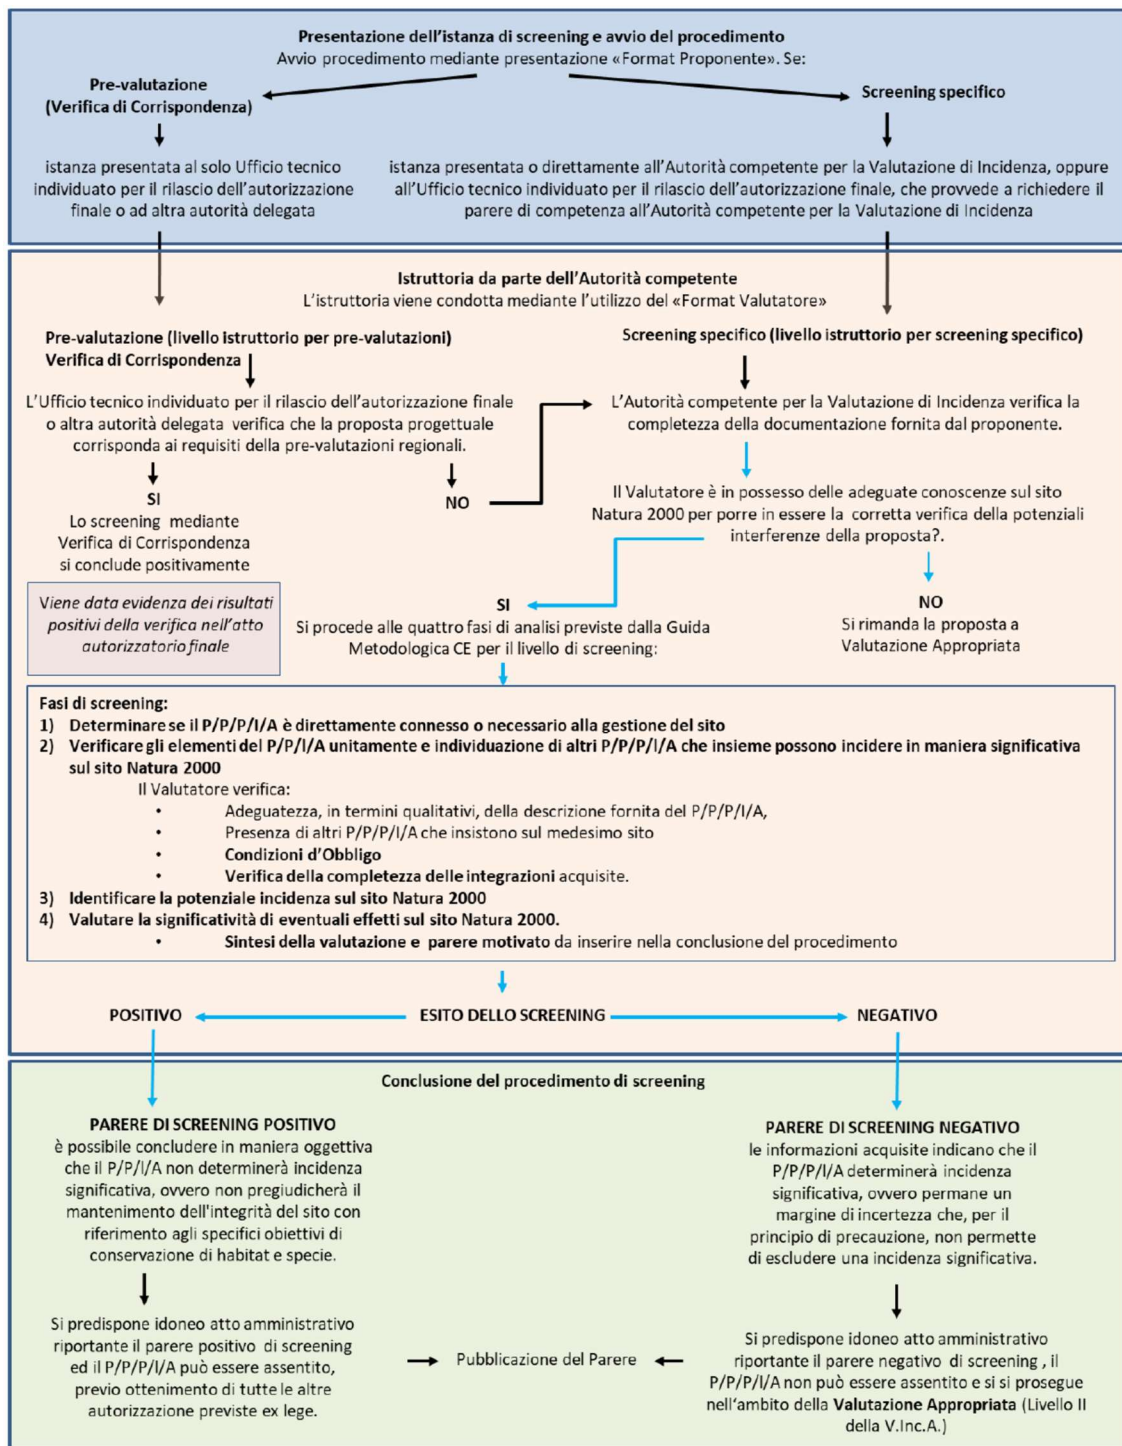 Presentazione dell'istanza di screening e avvio del procedimento
Avvio procedimento mediante presentazione «Format Proponente». Se:
Pre-valutazione
(Verifica di Corrispondenza)
Screening specifico
istanza presentata al solo Ufficio tecnico
individuato per il rilascio dell'autorizzazione
finale o ad altra autorità delegata
istanza presentata o direttamente all'Autorità competente per la Valutazione di Incidenza, oppure
all'Ufficio tecnico individuato per il rilascio dell'autorizzazione finale, che provvede a richiedere il
parere di competenza all'Autorità competente per la Valutazione di Incidenza
Istruttoria da parte dell'Autorità competente
L'istruttoria viene condotta mediante l'utilizzo del «Format Valutatore»
Pre-valutazione (livello istruttorio per pre-valutazioni)
Verifica di Corrispondenza
Screening specifico (livello istruttorio per screening specifico)
L'Ufficio tecnico individuato per il rilascio dell'autorizzazione finale
o altra autorità delegata verifica che la proposta progettuale
corrisponda ai requisiti della pre-valutazioni regionali.
L'Autorità competente per la Valutazione di Incidenza verifica la
completezza della documentazione fornita dal proponente.
SI
Lo screening mediante
Verifica di Corrispondenza
si conclude positivamente
NO
Il Valutatore è in possesso delle adeguate conoscenze sul sito
Natura 2000 per porre in essere la corretta verifica della potenziali
interferenze della proposta?.
Viene data evidenza dei risultati
positivi della verifica nell'atto
autorizzatorio finale
SI
Si procede alle quattro fasi di analisi previste dalla Guida
Metodologica CE per il livello di screening:
NO
Si rimanda la proposta a
Valutazione Appropriata
Fasi di screening:
1) Determinare se il P/P/P/I/A è direttamente connesso o necessario alla gestione del sito
2) Verificare gli elementi del P/P/I/A unitamente e individuazione di altri P/P/P/I/A che insieme possono incidere in maniera significativa
sul sito Natura 2000
Il Valutatore verifica:
• Adeguatezza, in termini qualitativi, della descrizione fornita del P/P/P/I/A,
• Presenza di altri P/P/P/I/A che insistono sul medesimo sito
• Condizioni d'Obbligo
• Verifica della completezza delle integrazioni acquisite.
3) Identificare la potenziale incidenza sul sito Natura 2000
4) Valutare la significatività di eventuali effetti sul sito Natura 2000.
• Sintesi della valutazione e parere motivato da inserire nella conclusione del procedimento
POSITIVO
ESITO DELLO SCREENING
NEGATIVO
Conclusione del procedimento di screening
PARERE DI SCREENING POSITIVO
è possibile concludere in maniera oggettiva
che il P/P/I/A non determinerà incidenza
significativa, ovvero non pregiudicherà il
mantenimento dell'integrità del sito con
riferimento agli specifici obiettivi di
conservazione di habitat e specie.
PARERE DI SCREENING NEGATIVO
le informazioni acquisite indicano che il
P/P/P/I/A determinerà incidenza
significativa, ovvero permane un
margine di incertezza che, per il
principio di precauzione, non permette
di escludere una incidenza significativa.
Si predispone idoneo atto amministrativo
riportante il parere positivo di screening
ed il P/P/P/I/A può essere assentito,
previo ottenimento di tutte le altre
autorizzazione previste ex lege.
Pubblicazione del Parere
Si predispone idoneo atto amministrativo
riportante il parere negativo di screening , il
P/P/P/I/A non può essere assentito e si si prosegue
nell'ambito della Valutazione Appropriata (Livello II
della V.Inc.A.)